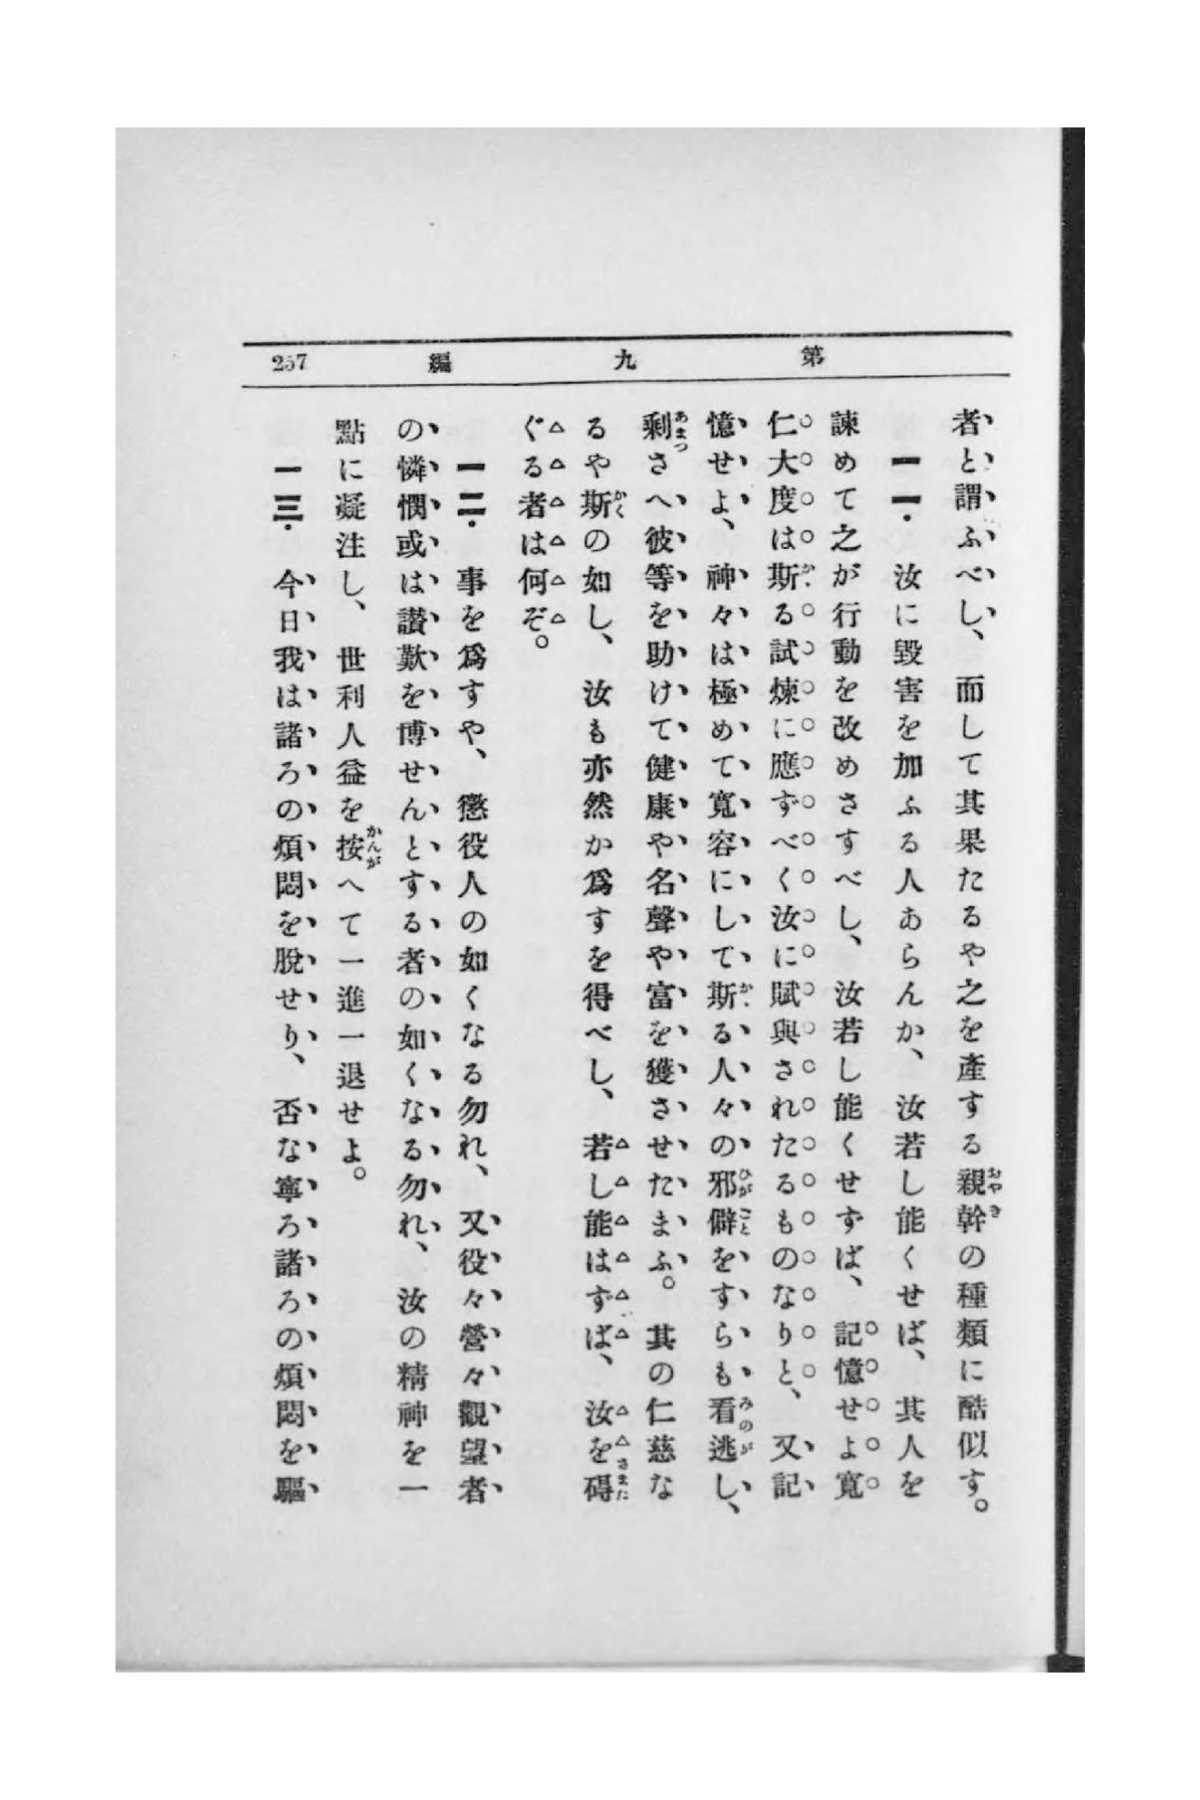 第九編
257
者と謂ふべし、而して其果たるや之を產する親幹の種類に酷似す。
一一・汝に毀害を加ふる人あらんか、汝若し能くせば、其人を
諫めて之が行動を改めさすべし、汝若し能くせずば、記憶せよ寬
仁大度は斯る試煉に應ずべく汝に賦與されたるものなりと、又記
憶せよ、神々は極めて寬容にして斯る人々の邪僻をすらも看逃し、
剩さへ彼等を助けて健康や名聲や富を獲させたまふ。其の仁慈な
るや斯の如し、汝も亦然か爲すを得べし、若し能はずば、汝を碍
ぐる者は何ぞ。
一二・事を爲すや、懲役人の如くなる勿れ、又役々營々觀望者
の憐憫或は讚歎を博せんとする者の如くなる勿れ、汝の精神を一
點に凝注し、世利人益を按へて一進一退せよ。
一三・今日我は諸ろの煩悶を脫せり、否な寧ろ諸ろの煩悶を驅